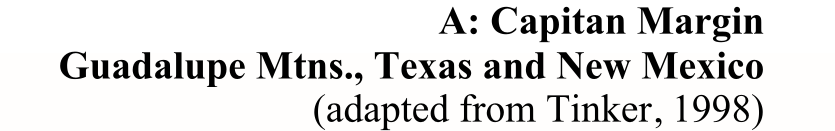 A: Capitan Margin
Guadalupe Mtns., Texas and New Mexico
(adapted from Tinker, 1998)